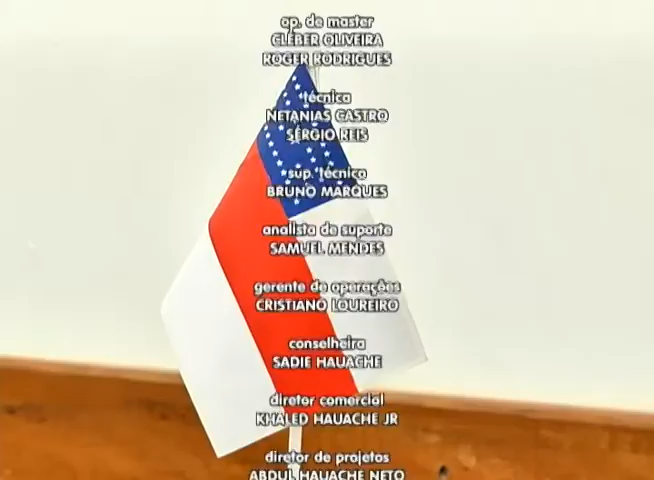 op. de master
CLÉBER OLIVEIRA
ROGER RODRIGUES
técnica
NETANIAS CASTRO
SÉRGIO REIS
sup. técnica
BRUNO MARQUES
analista de suporte
SAMUEL MENDES
gerente de operações
CRISTIANO LOUREIRO
conselheira
SADIE HAUACHE
diretor comercial
KHALED HAUACHE JR
diretor de projetos
ABDUL HAUACHE NETO